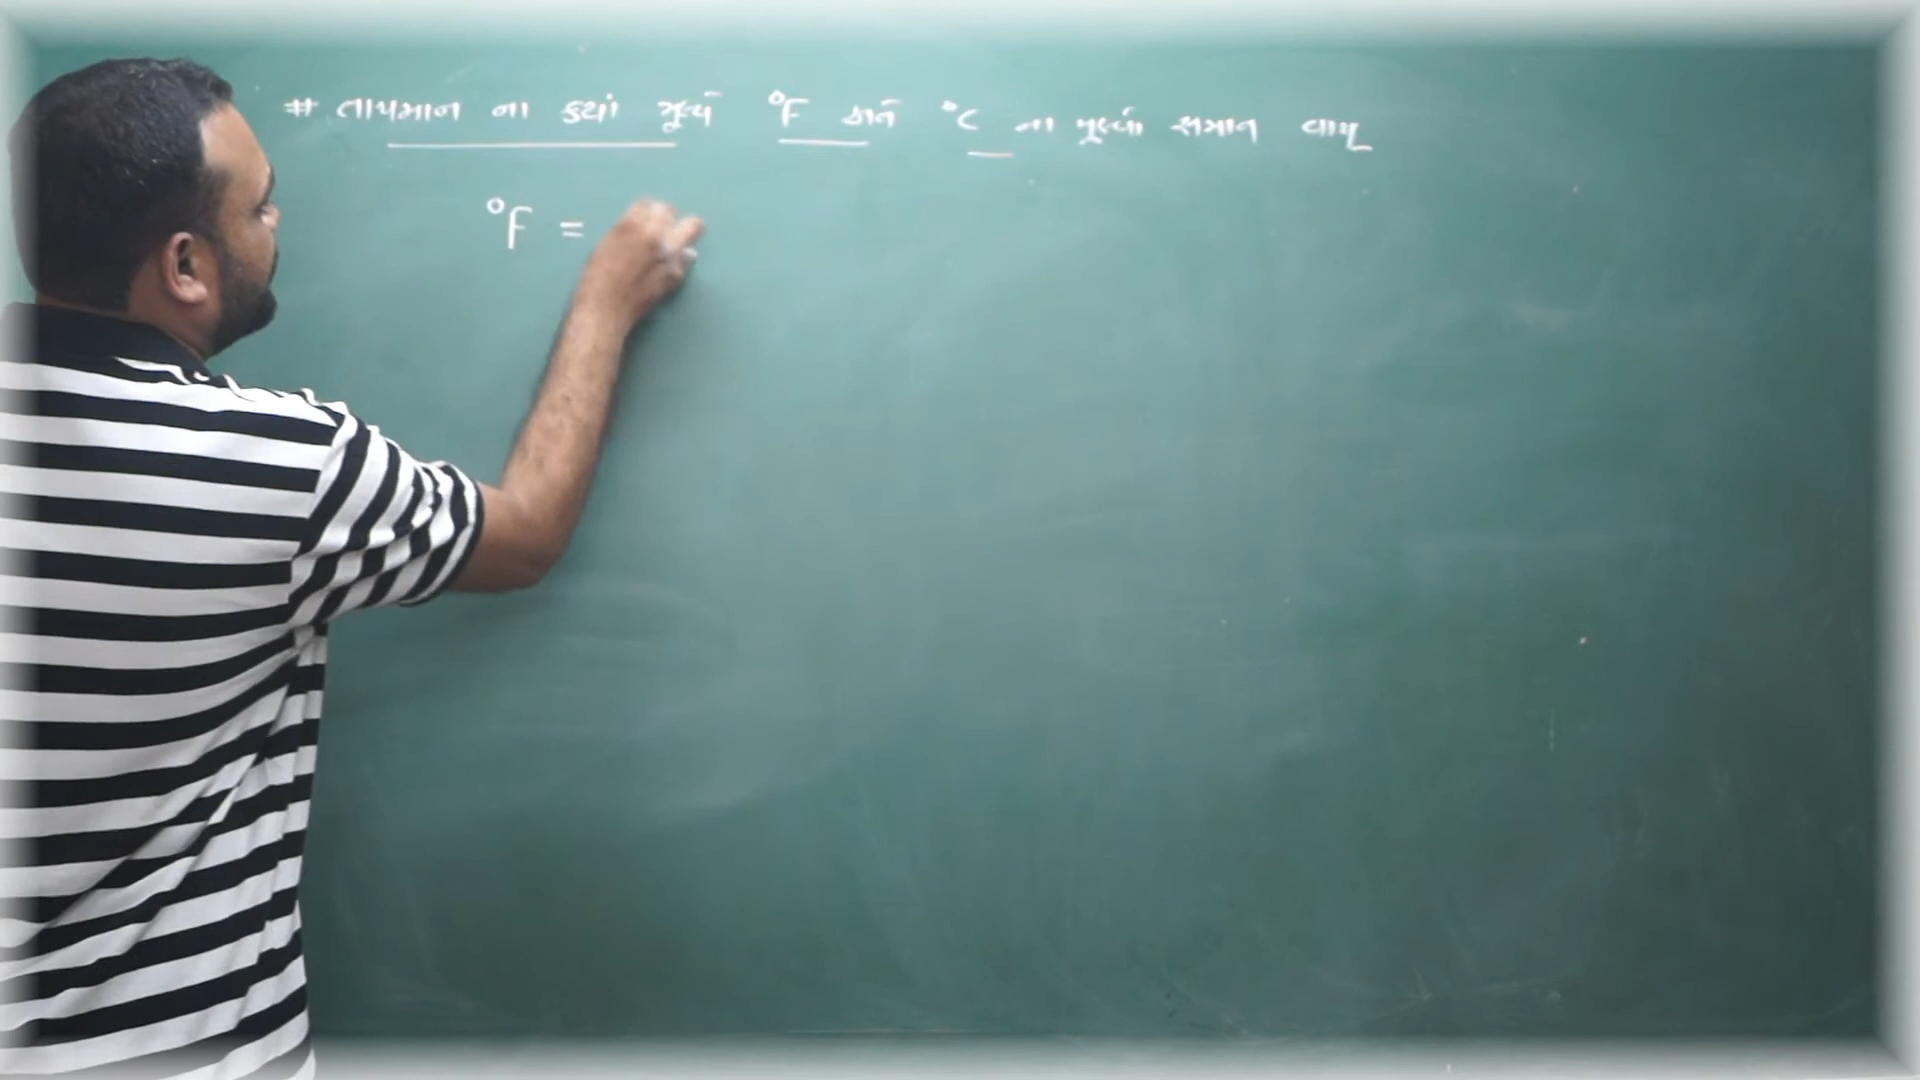 # તાપમાન ના કયાં મૂલ્યે °F અને °C ના મૂલ્યો સમાન થાય
°F =